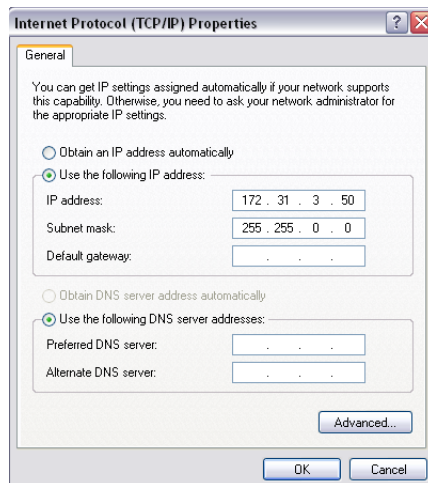 Internet Protocol (TCP/IP) Properties
General
You can get IP settings assigned automatically if your network supports
this capability. Otherwise, you need to ask your network administrator for
the appropriate IP settings.
Obtain an IP address automatically
Use the following IP address:
IP address: 172 . 31 . 3 . 50
Subnet mask: 255 . 255 . 0 . 0
Default gateway: . . .
Obtain DNS server address automatically
Use the following DNS server addresses:
Preferred DNS server: . . .
Alternate DNS server: . . .
Advanced...
OK Cancel